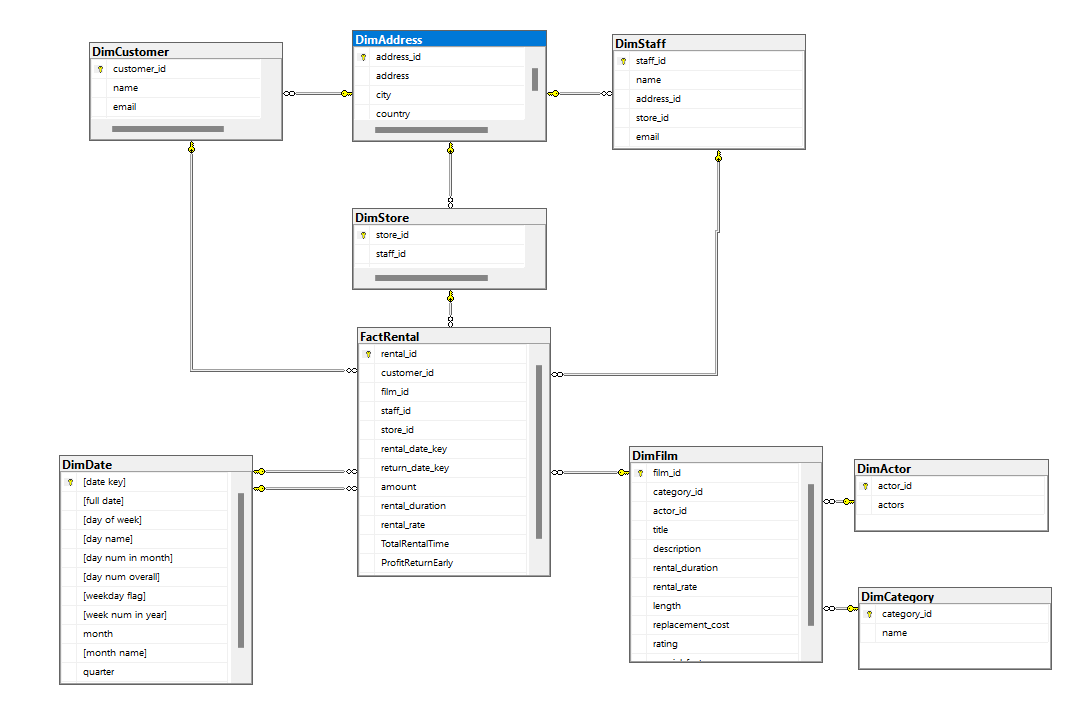 DimCustomer
customer_id
name
email
DimAddress
address_id
address
city
country
DimStaff
staff_id
name
address_id
store_id
email
DimStore
store_id
staff_id
FactRental
rental_id
customer_id
film_id
staff_id
store_id
rental_date_key
return_date_key
amount
rental_duration
rental_rate
TotalRentalTime
ProfitReturnEarly
DimDate
[date key]
[full date]
[day of week]
[day name]
[day num in month]
[day num overall]
[weekday flag]
[week num in year]
month
[month name]
quarter
DimFilm
film_id
category_id
actor_id
title
description
rental_duration
rental_rate
length
replacement_cost
rating
DimActor
actor_id
actors
DimCategory
category_id
name